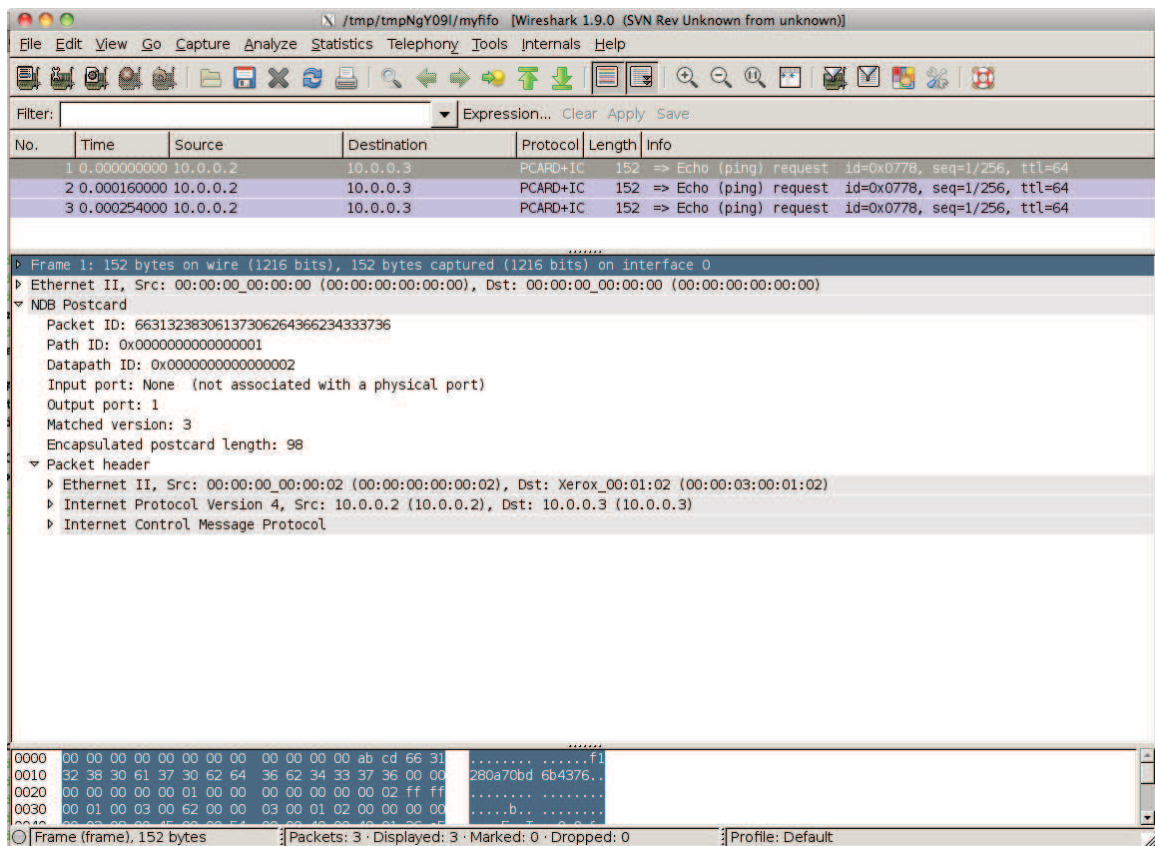 /tmp/tmpNgY09l/myfifo [Wireshark 1.9.0 (SVN Rev Unknown from unknown)]
File Edit View Go Capture Analyze Statistics Telephony Tools Internals Help
Filter: Expression... Clear Apply Save
No. Time Source Destination Protocol Length Info
1 0.000000000 10.0.0.2 10.0.0.3 PCARD+IC 152 => Echo (ping) request id=0x0778, seq=1/256, ttl=64
2 0.000160000 10.0.0.2 10.0.0.3 PCARD+IC 152 => Echo (ping) request id=0x0778, seq=1/256, ttl=64
3 0.000254000 10.0.0.2 10.0.0.3 PCARD+IC 152 => Echo (ping) request id=0x0778, seq=1/256, ttl=64
Frame 1: 152 bytes on wire (1216 bits), 152 bytes captured (1216 bits) on interface 0
Ethernet II, Src: 00:00:00_00:00:00 (00:00:00:00:00:00), Dst: 00:00:00_00:00:00 (00:00:00:00:00:00)
NDB Postcard
Packet ID: 66313238306137306264366234333736
Path ID: 0x0000000000000001
Datapath ID: 0x0000000000000002
Input port: None (not associated with a physical port)
Output port: 1
Matched version: 3
Encapsulated postcard length: 98
Packet header
Ethernet II, Src: 00:00:00_00:00:02 (00:00:00:00:00:02), Dst: Xerox_00:01:02 (00:00:03:00:01:02)
Internet Protocol Version 4, Src: 10.0.0.2 (10.0.0.2), Dst: 10.0.0.3 (10.0.0.3)
Internet Control Message Protocol
0000 00 00 00 00 00 00 00 00 00 00 00 00 ab cd 66 31 ........ ......f1
0010 32 38 30 61 37 30 62 64 36 62 34 33 37 36 00 00 280a70bd 6b4376..
0020 00 00 00 00 00 01 00 00 00 00 00 00 00 02 ff ff ........ ........
0030 00 01 00 03 00 62 00 00 03 00 01 02 00 00 00 00 .....b.. ........
Frame (frame), 152 bytes Packets: 3 · Displayed: 3 · Marked: 0 · Dropped: 0 Profile: Default